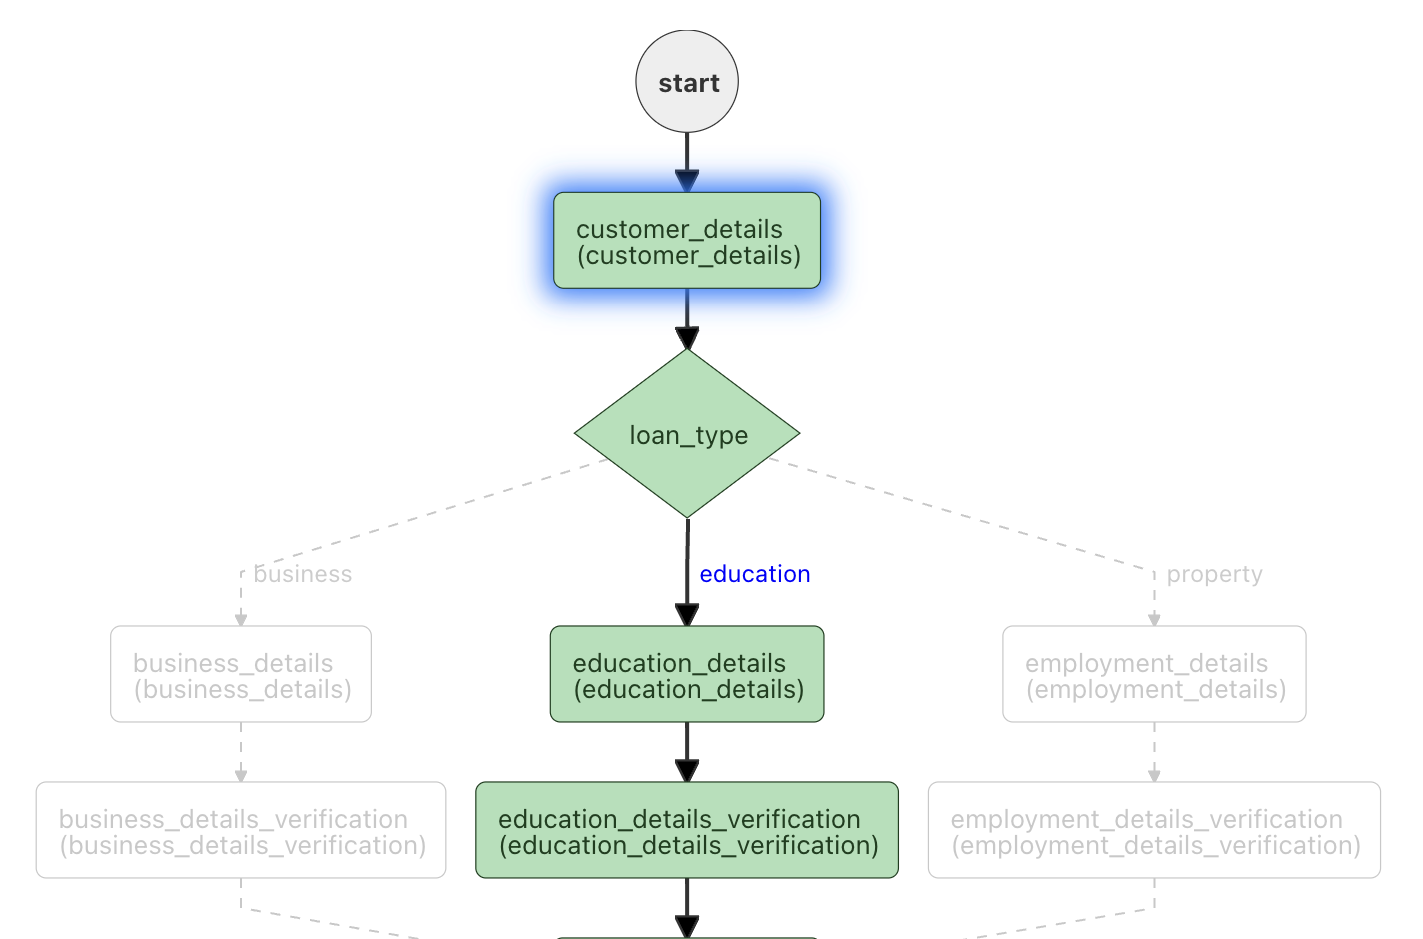 start
customer_details
(customer_details)
loan_type
business
education
property
business_details
(business_details)
education_details
(education_details)
employment_details
(employment_details)
business_details_verification
(business_details_verification)
education_details_verification
(education_details_verification)
employment_details_verification
(employment_details_verification)